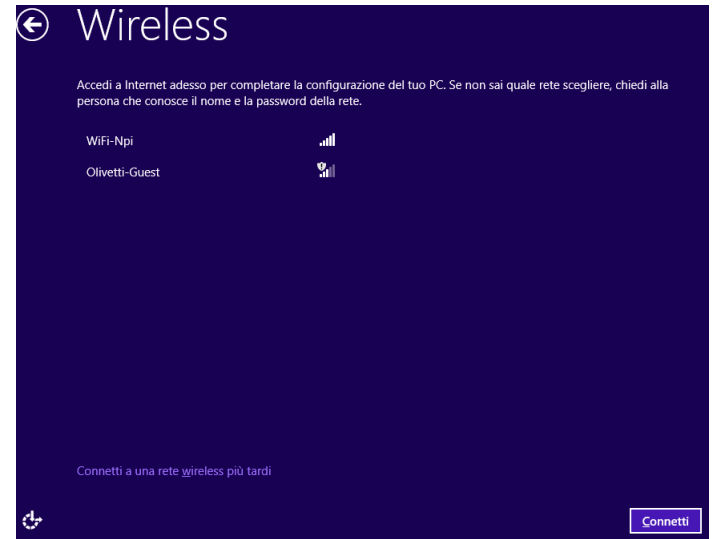 Wireless
Accedi a Internet adesso per completare la configurazione del tuo PC. Se non sai quale rete scegliere, chiedi alla
persona che conosce il nome e la password della rete.
WiFi-Npi
Olivetti-Guest
Connetti a una rete wireless più tardi
Connetti